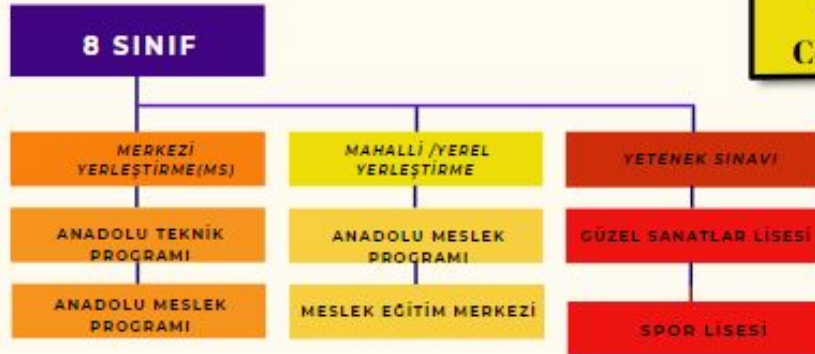 8 SINIF
MERKEZİ
YERLEŞTİRME(MS)
ANADOLU TEKNİK
PROGRAMI
ANADOLU MESLEK
PROGRAMI
MAHALLİ /YEREL
YERLEŞTİRME
ANADOLU MESLEK
PROGRAMI
MESLEK EĞİTİM MERKEZİ
YETENEK SINAVI
GÜZEL SANATLAR LİSESİ
SPOR LİSESİ